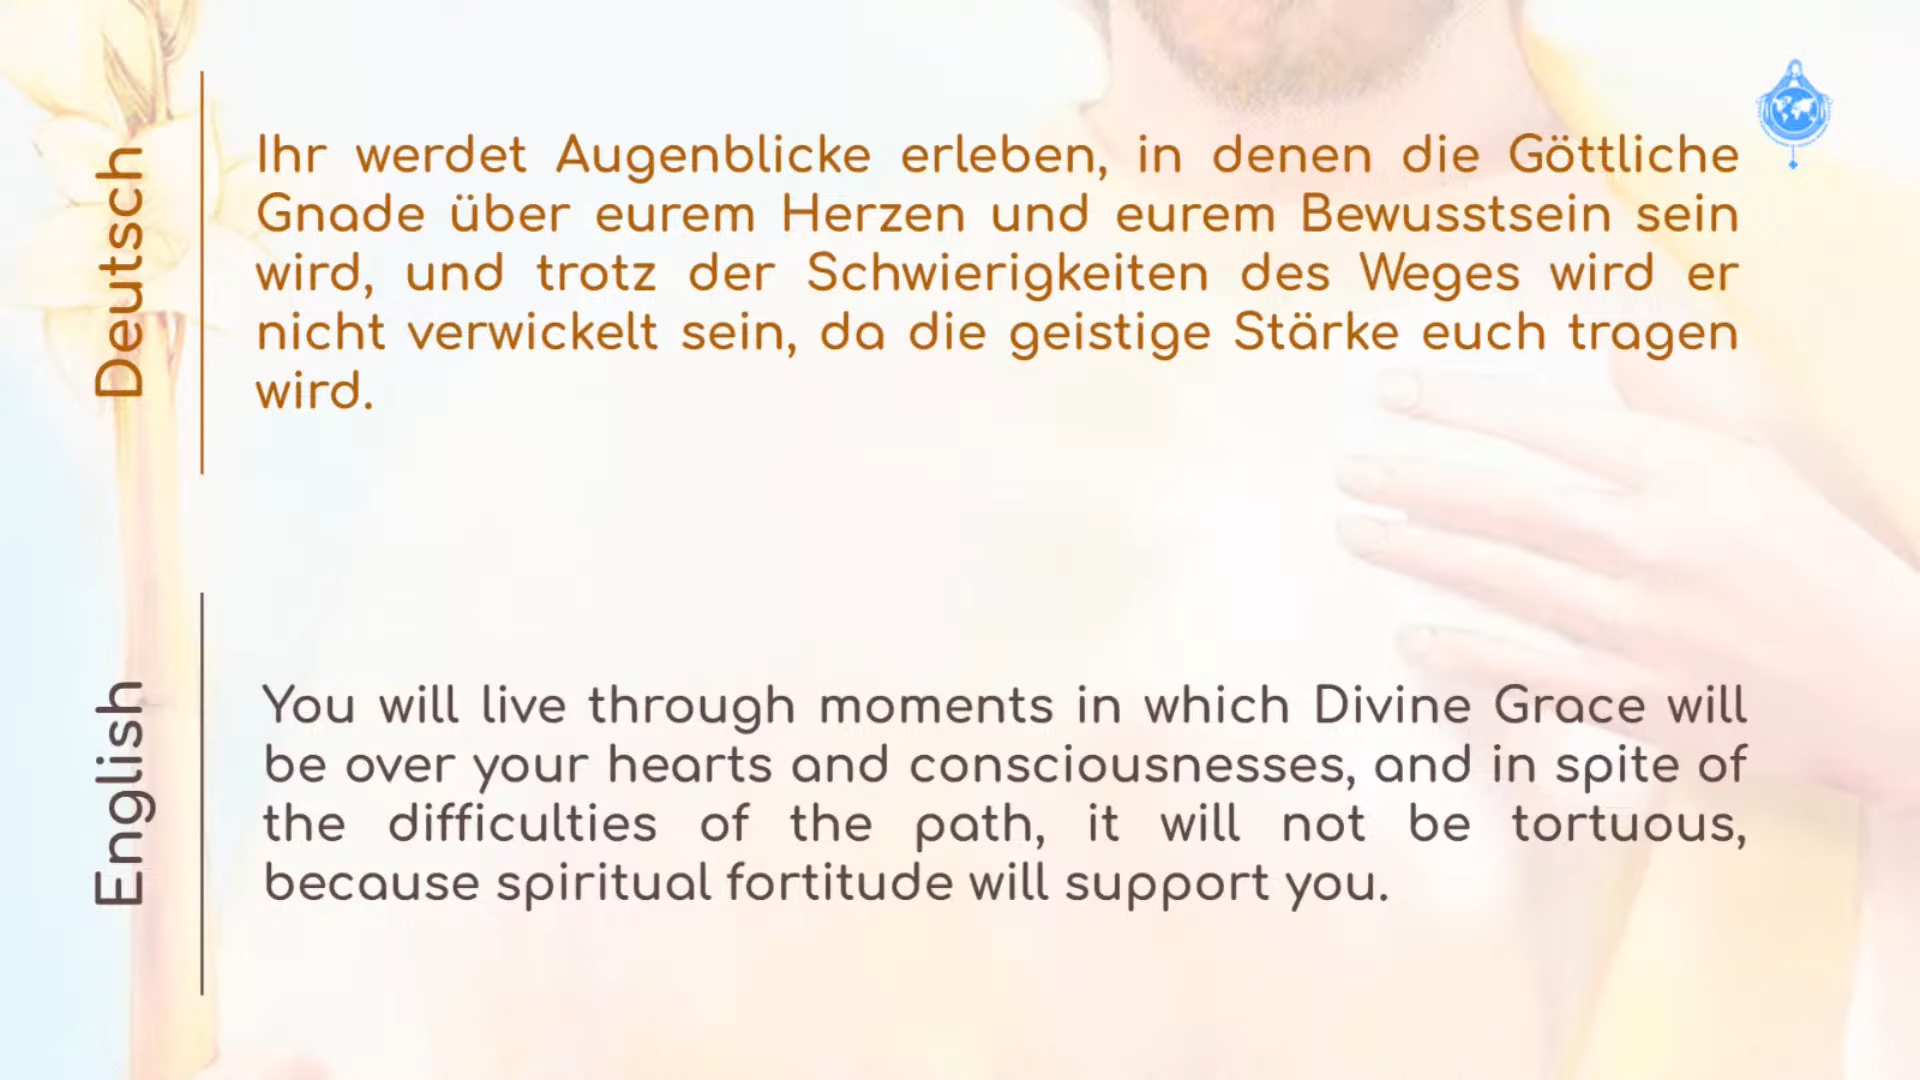 Deutsch
Ihr werdet Augenblicke erleben, in denen die Göttliche
Gnade über eurem Herzen und eurem Bewusstsein sein
wird, und trotz der Schwierigkeiten des Weges wird er
nicht verwickelt sein, da die geistige Stärke euch tragen
wird.
English
You will live through moments in which Divine Grace will
be over your hearts and consciousnesses, and in spite of
the difficulties of the path, it will not be tortuous,
because spiritual fortitude will support you.